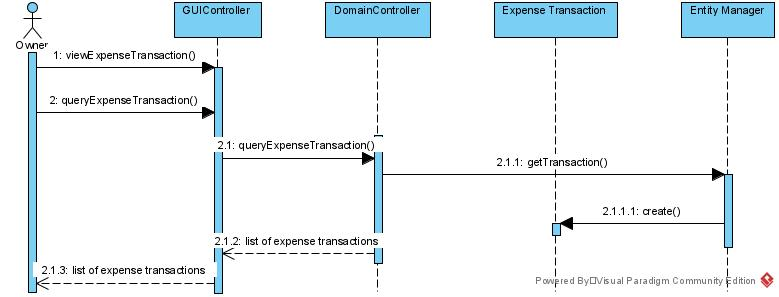 GUIController
DomainController
Expense Transaction
Entity Manager
Owner
1: viewExpenseTransaction()
2: queryExpenseTransaction()
2.1: queryExpenseTransaction()
2.1.1: getTransaction()
2.1.1.1: create()
2.1.2: list of expense transactions
2.1.3: list of expense transactions
Powered By Visual Paradigm Community Edition